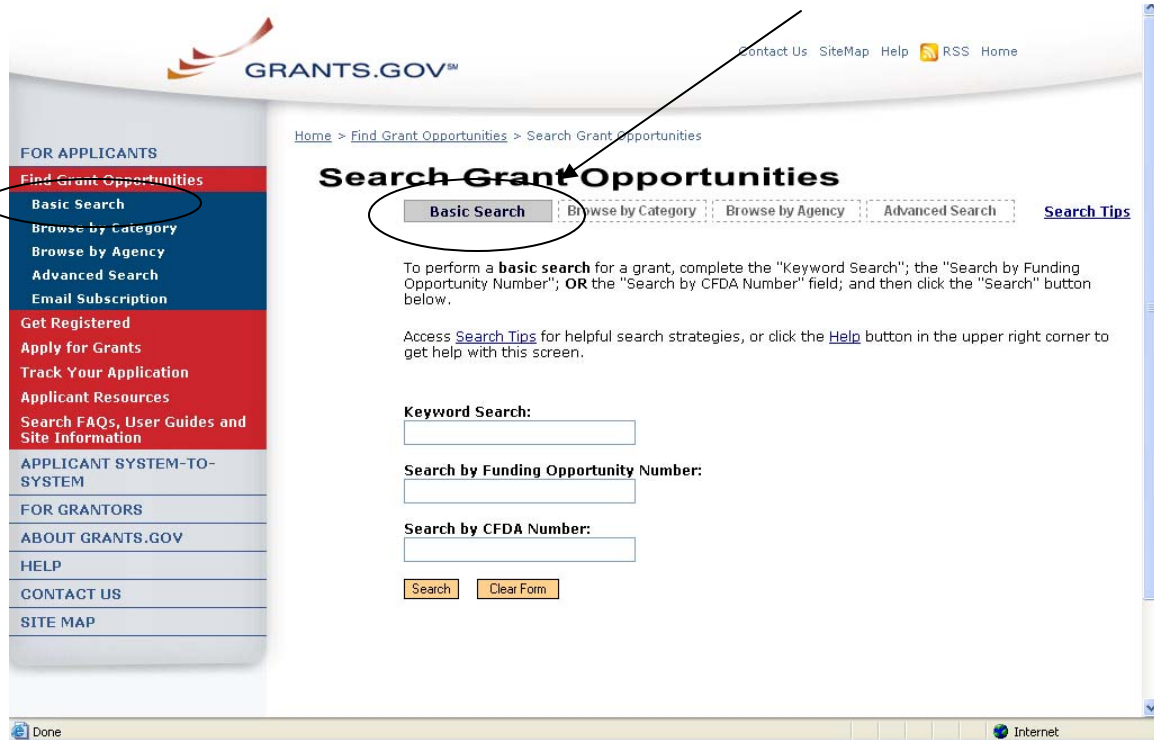 GRANTS.GOV℠
Contact Us SiteMap Help RSS Home
Home > Find Grant Opportunities > Search Grant Opportunities
FOR APPLICANTS
Find Grant Opportunities
Basic Search
Browse by Category
Browse by Agency
Advanced Search
Email Subscription
Get Registered
Apply for Grants
Track Your Application
Applicant Resources
Search FAQs, User Guides and
Site Information
APPLICANT SYSTEM-TO-
SYSTEM
FOR GRANTORS
ABOUT GRANTS.GOV
HELP
CONTACT US
SITE MAP
Search Grant Opportunities
Basic Search Browse by Category Browse by Agency Advanced Search Search Tips
To perform a basic search for a grant, complete the "Keyword Search"; the "Search by Funding
Opportunity Number"; OR the "Search by CFDA Number" field; and then click the "Search" button
below.
Access Search Tips for helpful search strategies, or click the Help button in the upper right corner to
get help with this screen.
Keyword Search:
Search by Funding Opportunity Number:
Search by CFDA Number:
Search Clear Form
Done Internet